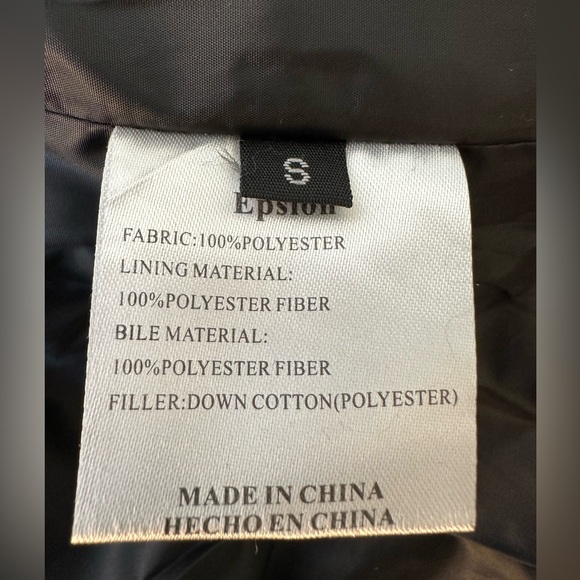 S
Epsion
FABRIC:100%POLYESTER
LINING MATERIAL:
100%POLYESTER FIBER
BILE MATERIAL:
100%POLYESTER FIBER
FILLER:DOWN COTTON(POLYESTER)
MADE IN CHINA
HECHO EN CHINA